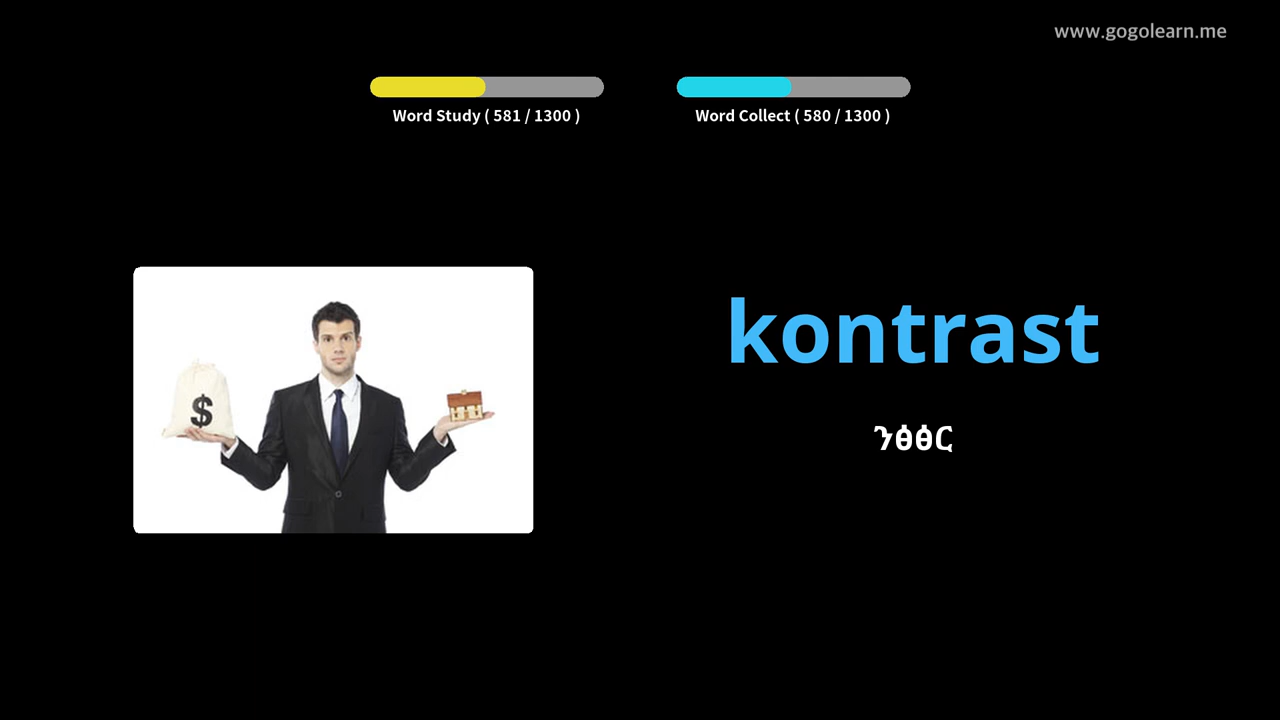 www.gogolearn.me
Word Study ( 581 / 1300 )
Word Collect ( 580 / 1300 )
$
kontrast
ንፅፅር